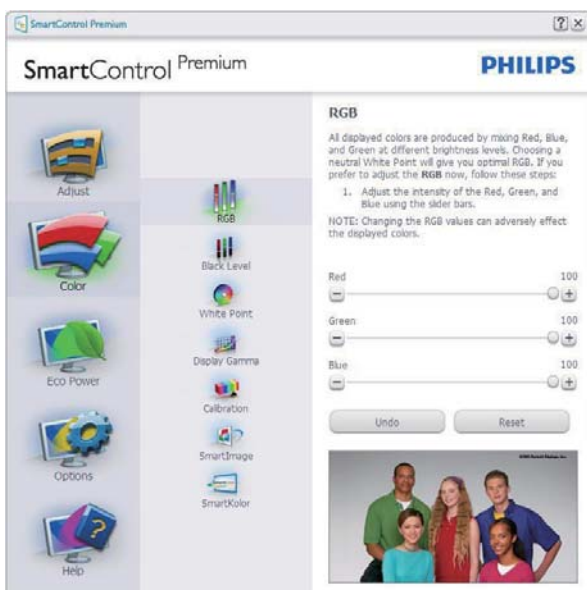 SmartControl Premium
SmartControl Premium
PHILIPS
Adjust
Color
Eco Power
Options
Help
RGB
Black Level
White Point
Display Gamma
Calibration
SmartImage
SmartKolor
RGB
All displayed colors are produced by mixing Red, Blue,
and Green at different brightness levels. Choosing a
neutral White Point will give you optimal RGB. If you
prefer to adjust the RGB now, follow these steps:
1. Adjust the intensity of the Red, Green, and
Blue using the slider bars.
NOTE: Changing the RGB values can adversely effect
the displayed colors.
Red 100
Green 100
Blue 100
Undo Reset